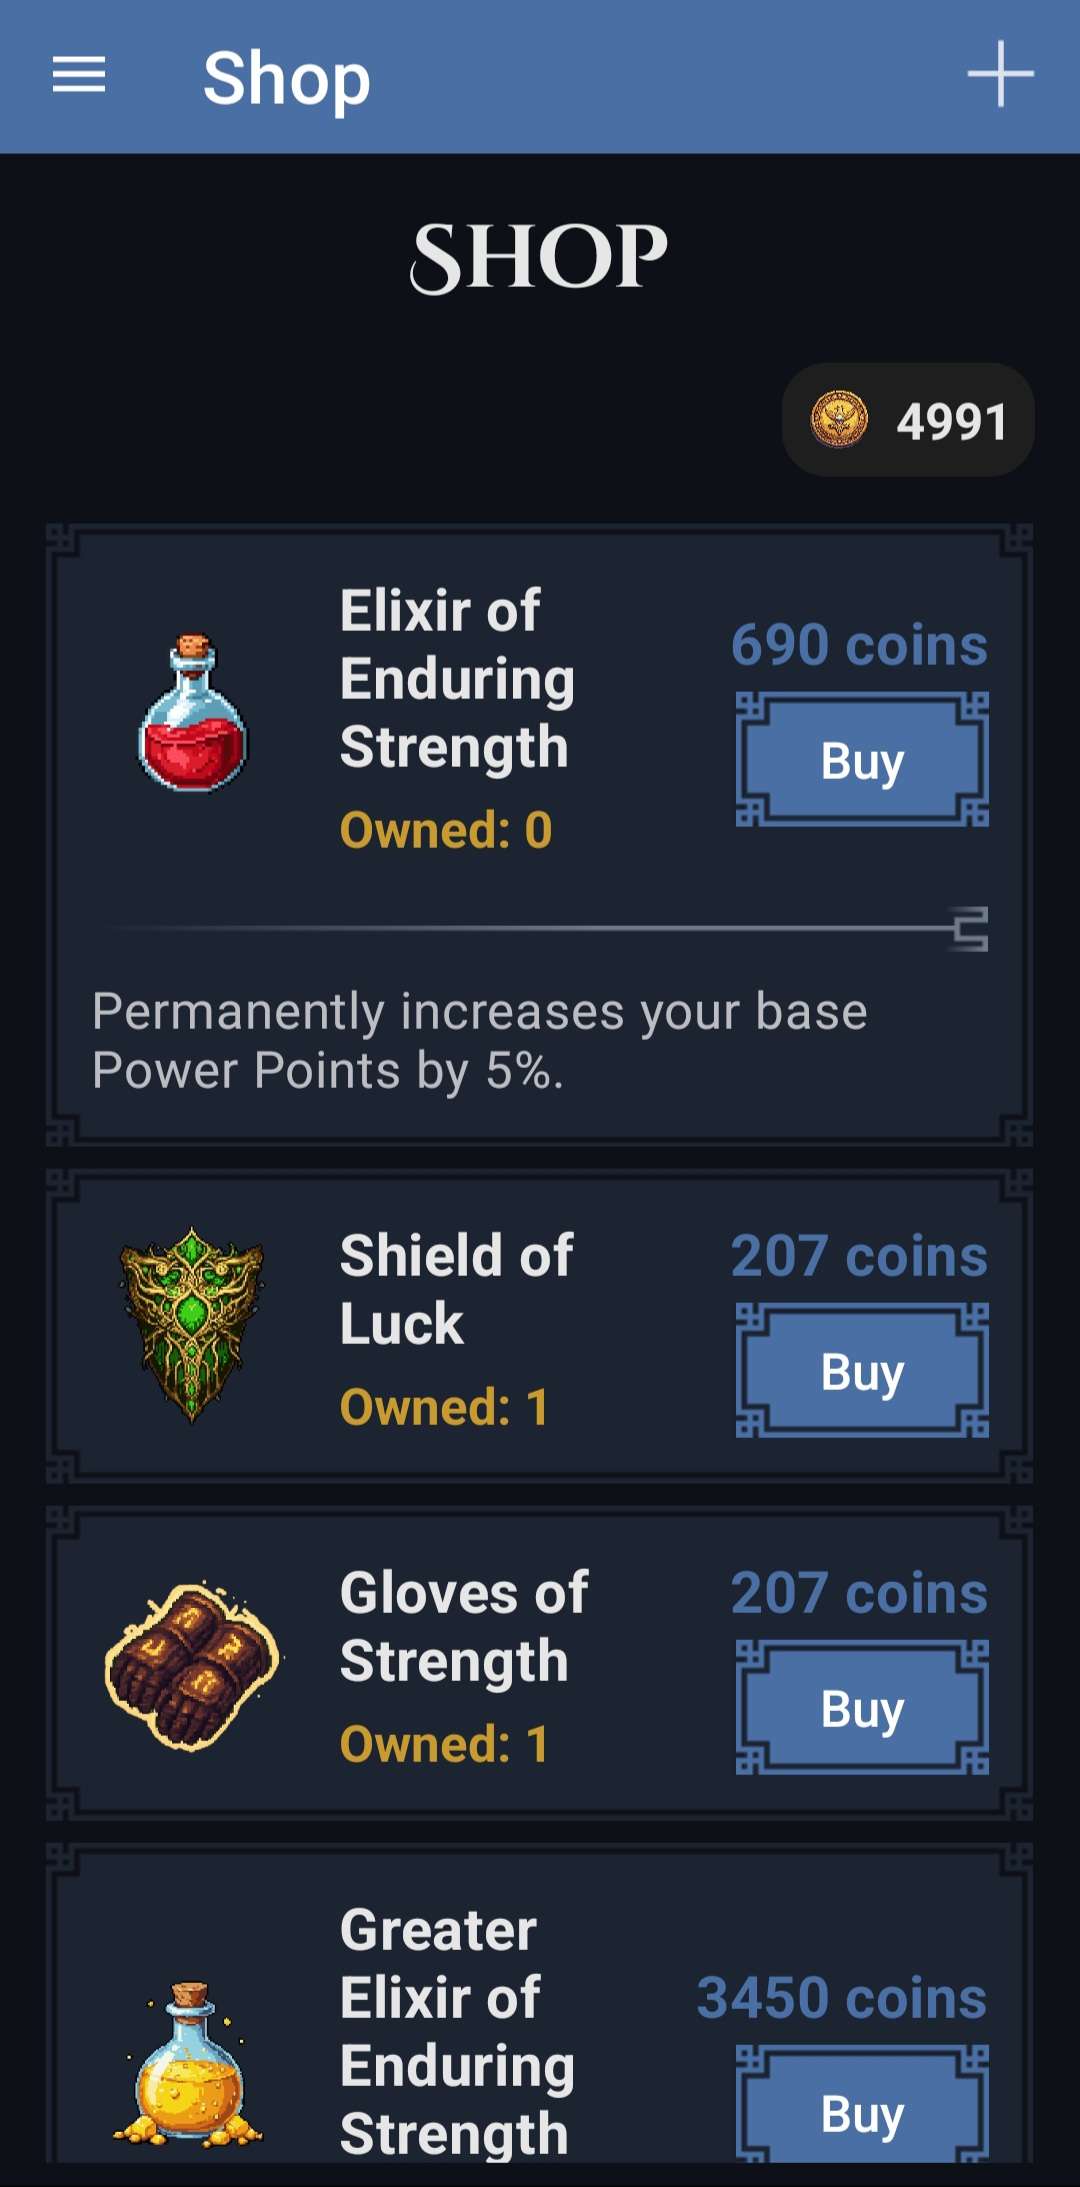 Shop
Shop
4991
Elixir of
Enduring
Strength
Owned: 0
690 coins
Buy
Permanently increases your base
Power Points by 5%.
Shield of
Luck
Owned: 1
207 coins
Buy
Gloves of
Strength
Owned: 1
207 coins
Buy
Greater
Elixir of
Enduring
Strength
3450 coins
Buy